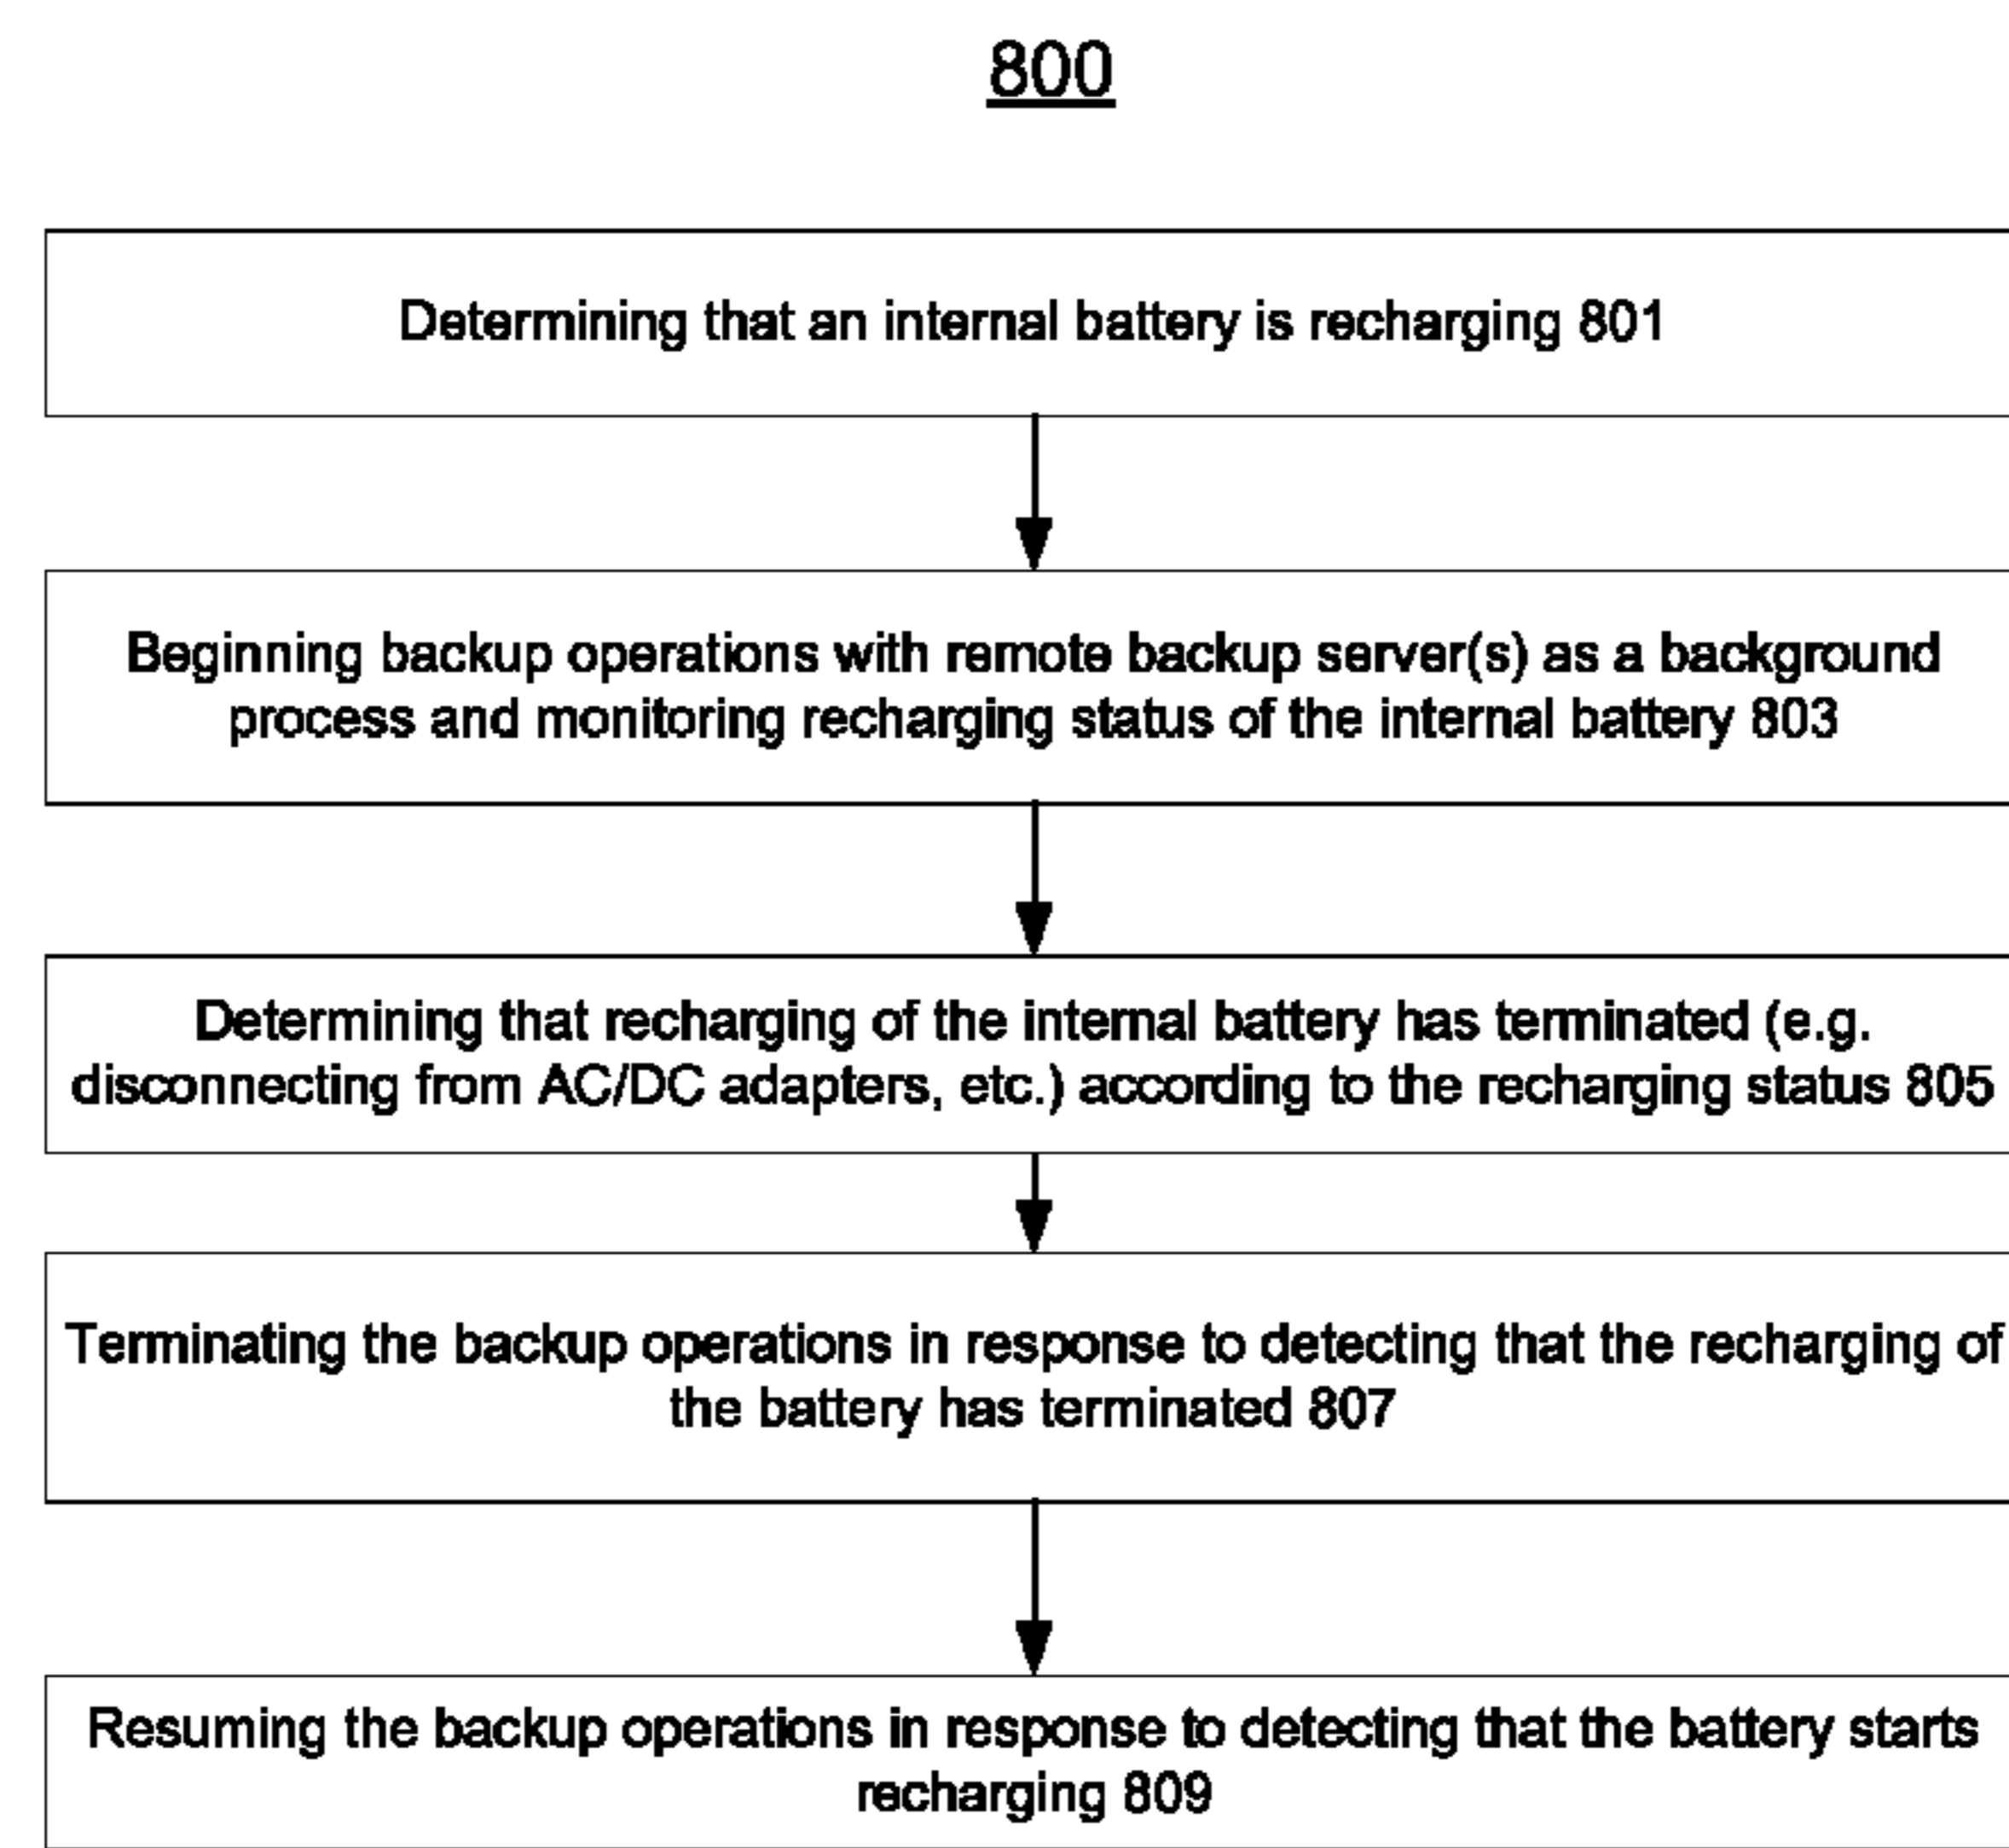 800
Determining that an internal battery is recharging 801
Beginning backup operations with remote backup server(s) as a background
process and monitoring recharging status of the internal battery 803
Determining that recharging of the internal battery has terminated (e.g.
disconnecting from AC/DC adapters, etc.) according to the recharging status 805
Terminating the backup operations in response to detecting that the recharging of
the battery has terminated 807
Resuming the backup operations in response to detecting that the battery starts
recharging 809